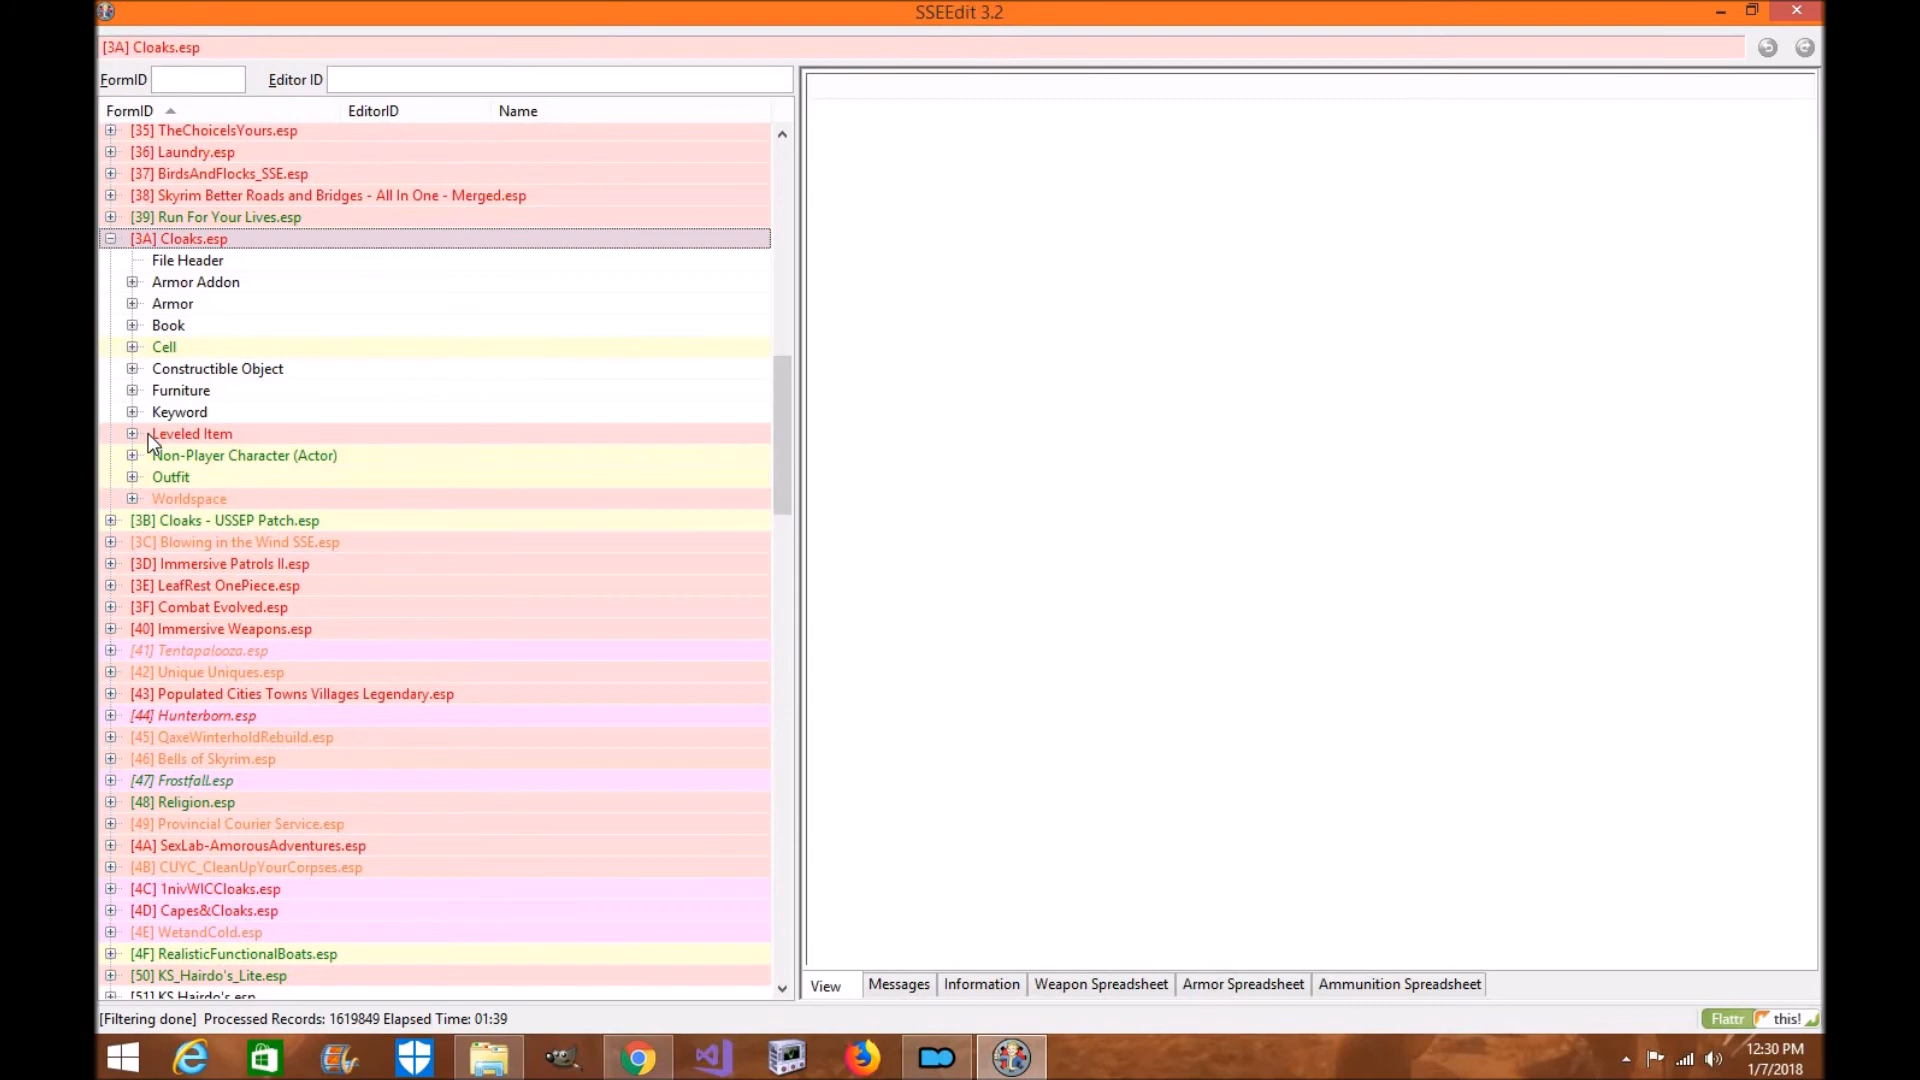 SSEEdit 3.2
[3A] Cloaks.esp
FormID
Editor ID
FormID EditorID Name
[35] TheChoiceIsYours.esp
[36] Laundry.esp
[37] BirdsAndFlocks_SSE.esp
[38] Skyrim Better Roads and Bridges - All In One - Merged.esp
[39] Run For Your Lives.esp
[3A] Cloaks.esp
File Header
Armor Addon
Armor
Book
Cell
Constructible Object
Furniture
Keyword
Leveled Item
Non-Player Character (Actor)
Outfit
Worldspace
[3B] Cloaks - USSEP Patch.esp
[3C] Blowing in the Wind SSE.esp
[3D] Immersive Patrols II.esp
[3E] LeafRest OnePiece.esp
[3F] Combat Evolved.esp
[40] Immersive Weapons.esp
[41] Tentapalooza.esp
[42] Unique Uniques.esp
[43] Populated Cities Towns Villages Legendary.esp
[44] Hunterborn.esp
[45] QaxeWinterholdRebuild.esp
[46] Bells of Skyrim.esp
[47] Frostfall.esp
[48] Religion.esp
[49] Provincial Courier Service.esp
[4A] SexLab-AmorousAdventures.esp
[4B] CUYC_CleanUpYourCorpses.esp
[4C] 1nivWICCloaks.esp
[4D] Capes&Cloaks.esp
[4E] WetandCold.esp
[4F] RealisticFunctionalBoats.esp
[50] KS_Hairdo's_Lite.esp
[51] KS Hairdo's.esp
View Messages Information Weapon Spreadsheet Armor Spreadsheet Ammunition Spreadsheet
[Filtering done] Processed Records: 1619849 Elapsed Time: 01:39
Flattr this!
12:30 PM
1/7/2018